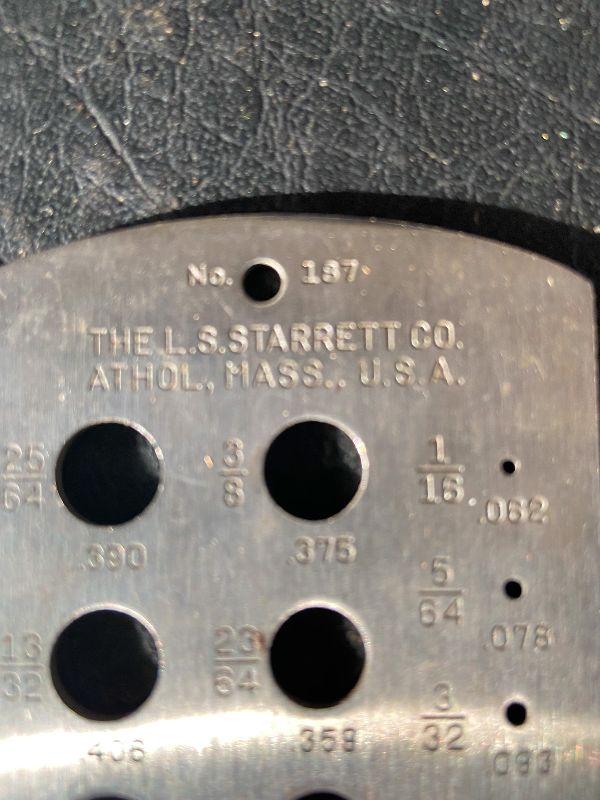 No. 187
THE L.S. STARRETT CO.
ATHOL, MASS., U.S.A.
25/64 3/8 1/16
.390 .375 .062
5/64
.078
13/32 23/64 3/32
.406 .359 .093